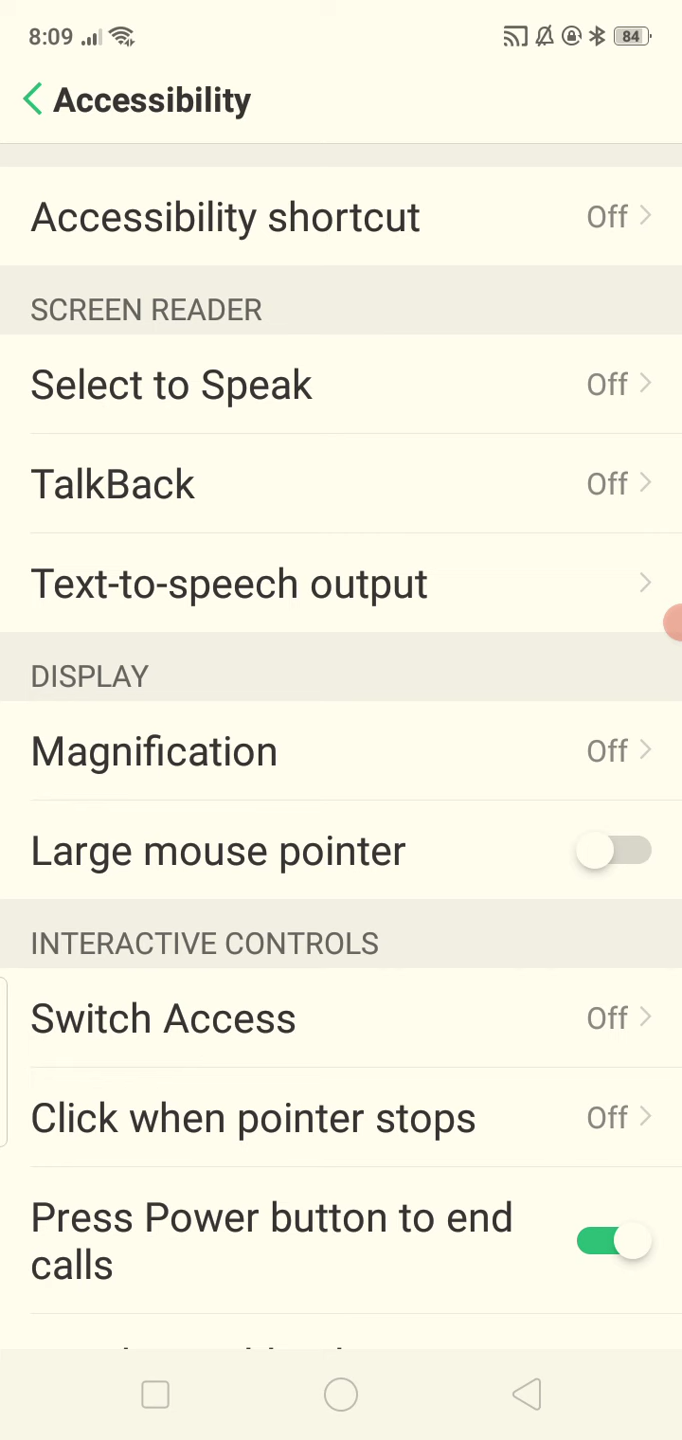 8:09 84
Accessibility
Accessibility shortcut Off
SCREEN READER
Select to Speak Off
TalkBack Off
Text-to-speech output
DISPLAY
Magnification Off
Large mouse pointer
INTERACTIVE CONTROLS
Switch Access Off
Click when pointer stops Off
Press Power button to end
calls